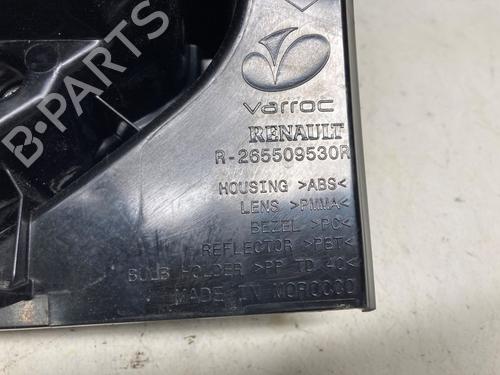 B-PARTS
varroc
RENAULT
R-265509530R
HOUSING >ABS<
LENS >PMMA<
BEZEL >PC<
REFLECTOR >PBT<
BULB HOLDER >PP TD 40<
MADE IN MOROCCO